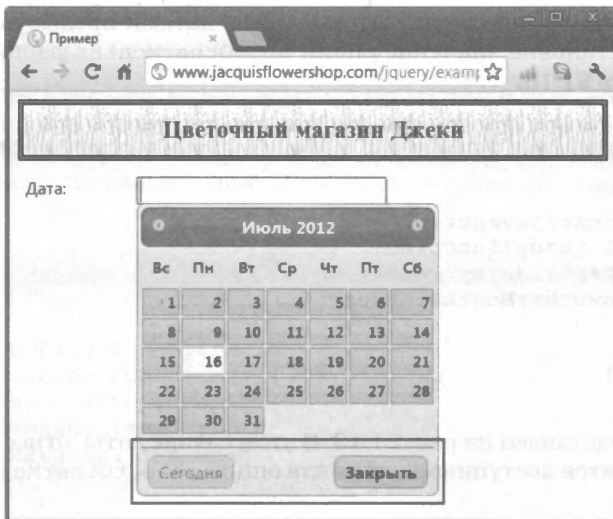 Пример
www.jacquisflowershop.com/jquery/examp
Цветочный магазин Джеки
Дата:
Июль 2012
Вс Пн Вт Ср Чт Пт Сб
1 2 3 4 5 6 7
8 9 10 11 12 13 14
15 16 17 18 19 20 21
22 23 24 25 26 27 28
29 30 31
Сегодня Закрыть